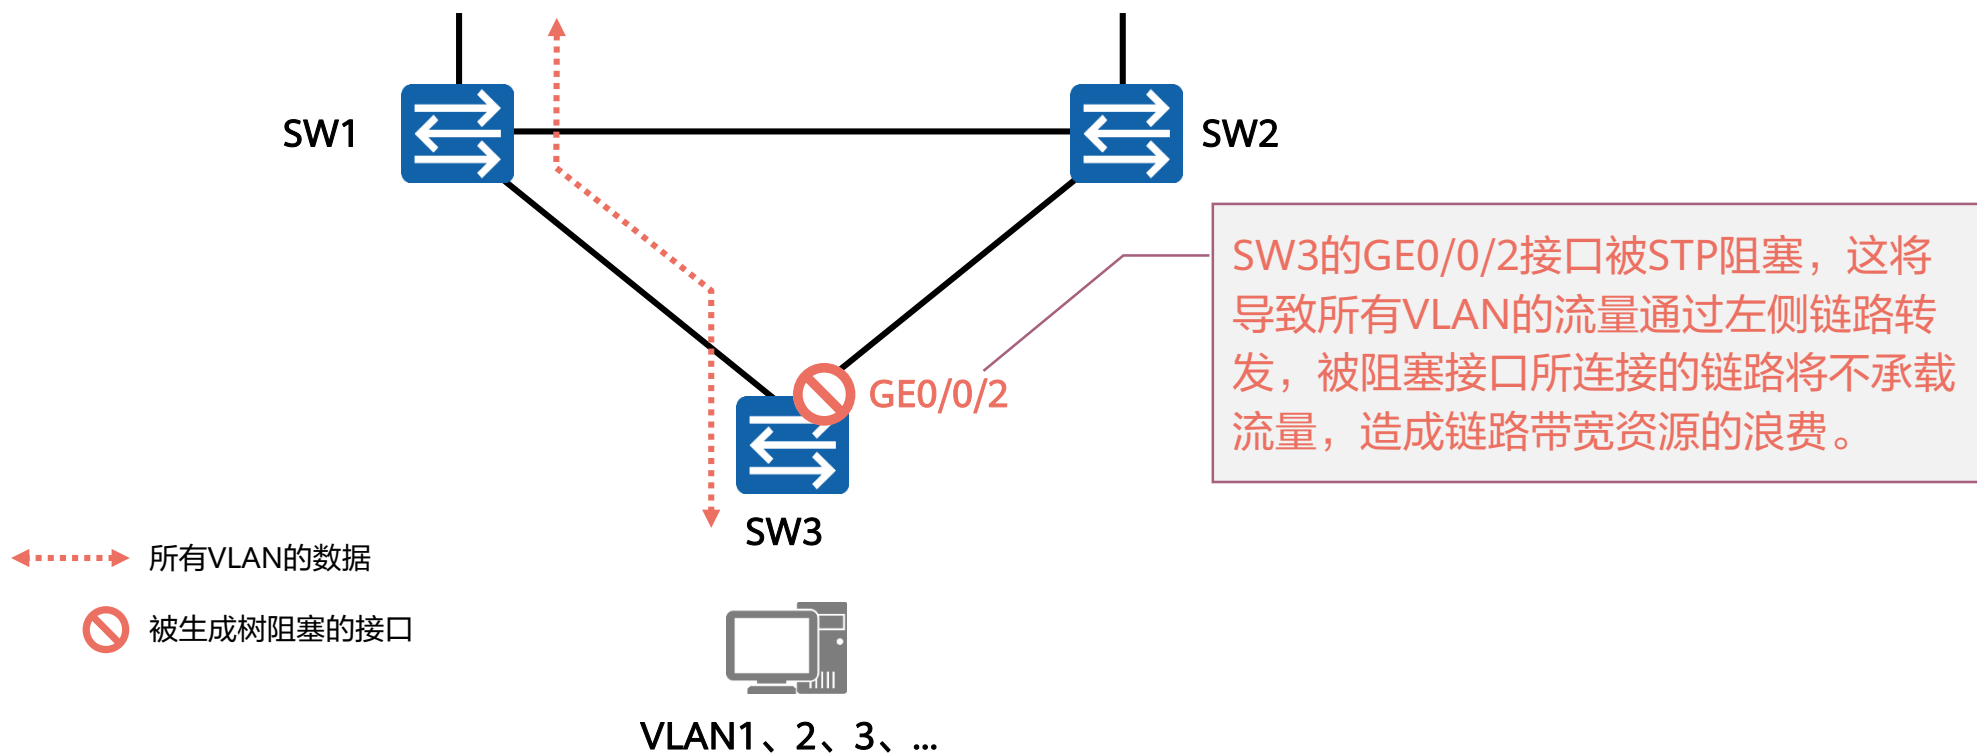 SW1
SW2
SW3的GE0/0/2接口被STP阻塞，这将
导致所有VLAN的流量通过左侧链路转
发，被阻塞接口所连接的链路将不承载
流量，造成链路带宽资源的浪费。
GE0/0/2
SW3
所有VLAN的数据
被生成树阻塞的接口
VLAN1、2、3、...